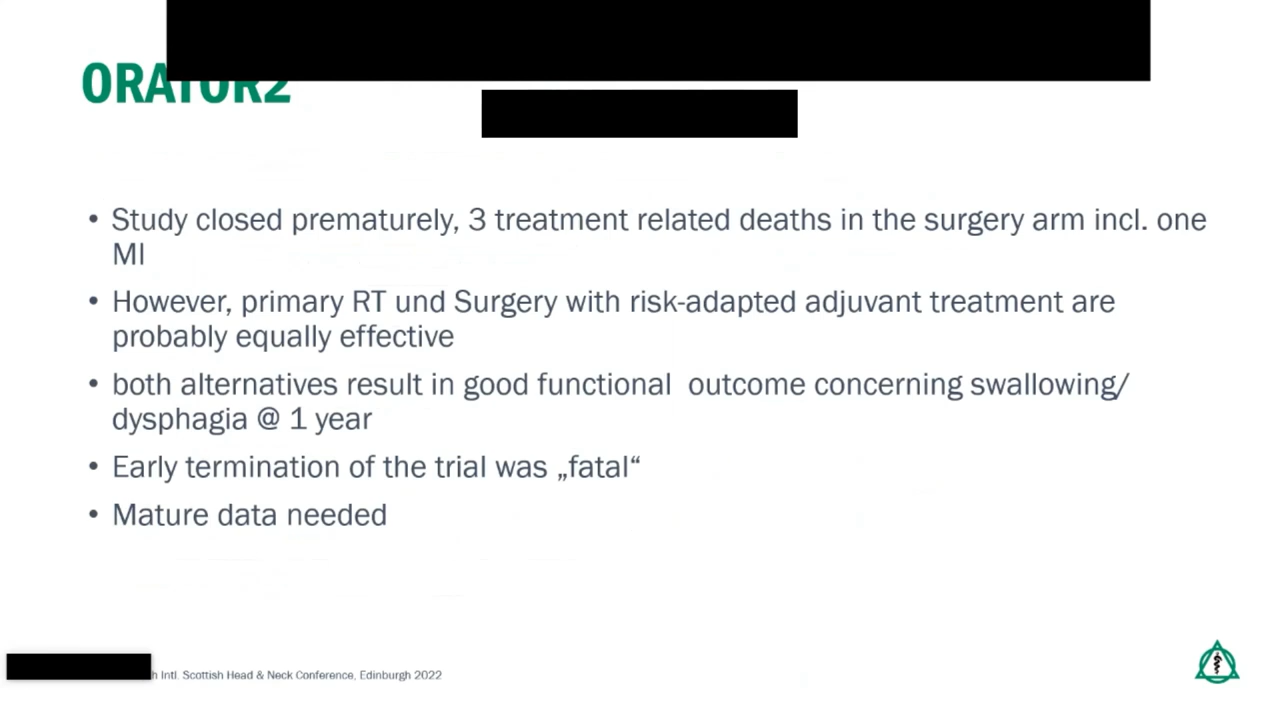 ORATOR2
• Study closed prematurely, 3 treatment related deaths in the surgery arm incl. one
MI
• However, primary RT und Surgery with risk-adapted adjuvant treatment are
probably equally effective
• both alternatives result in good functional  outcome concerning swallowing/
dysphagia @ 1 year
• Early termination of the trial was „fatal“
• Mature data needed
Intl. Scottish Head & Neck Conference, Edinburgh 2022